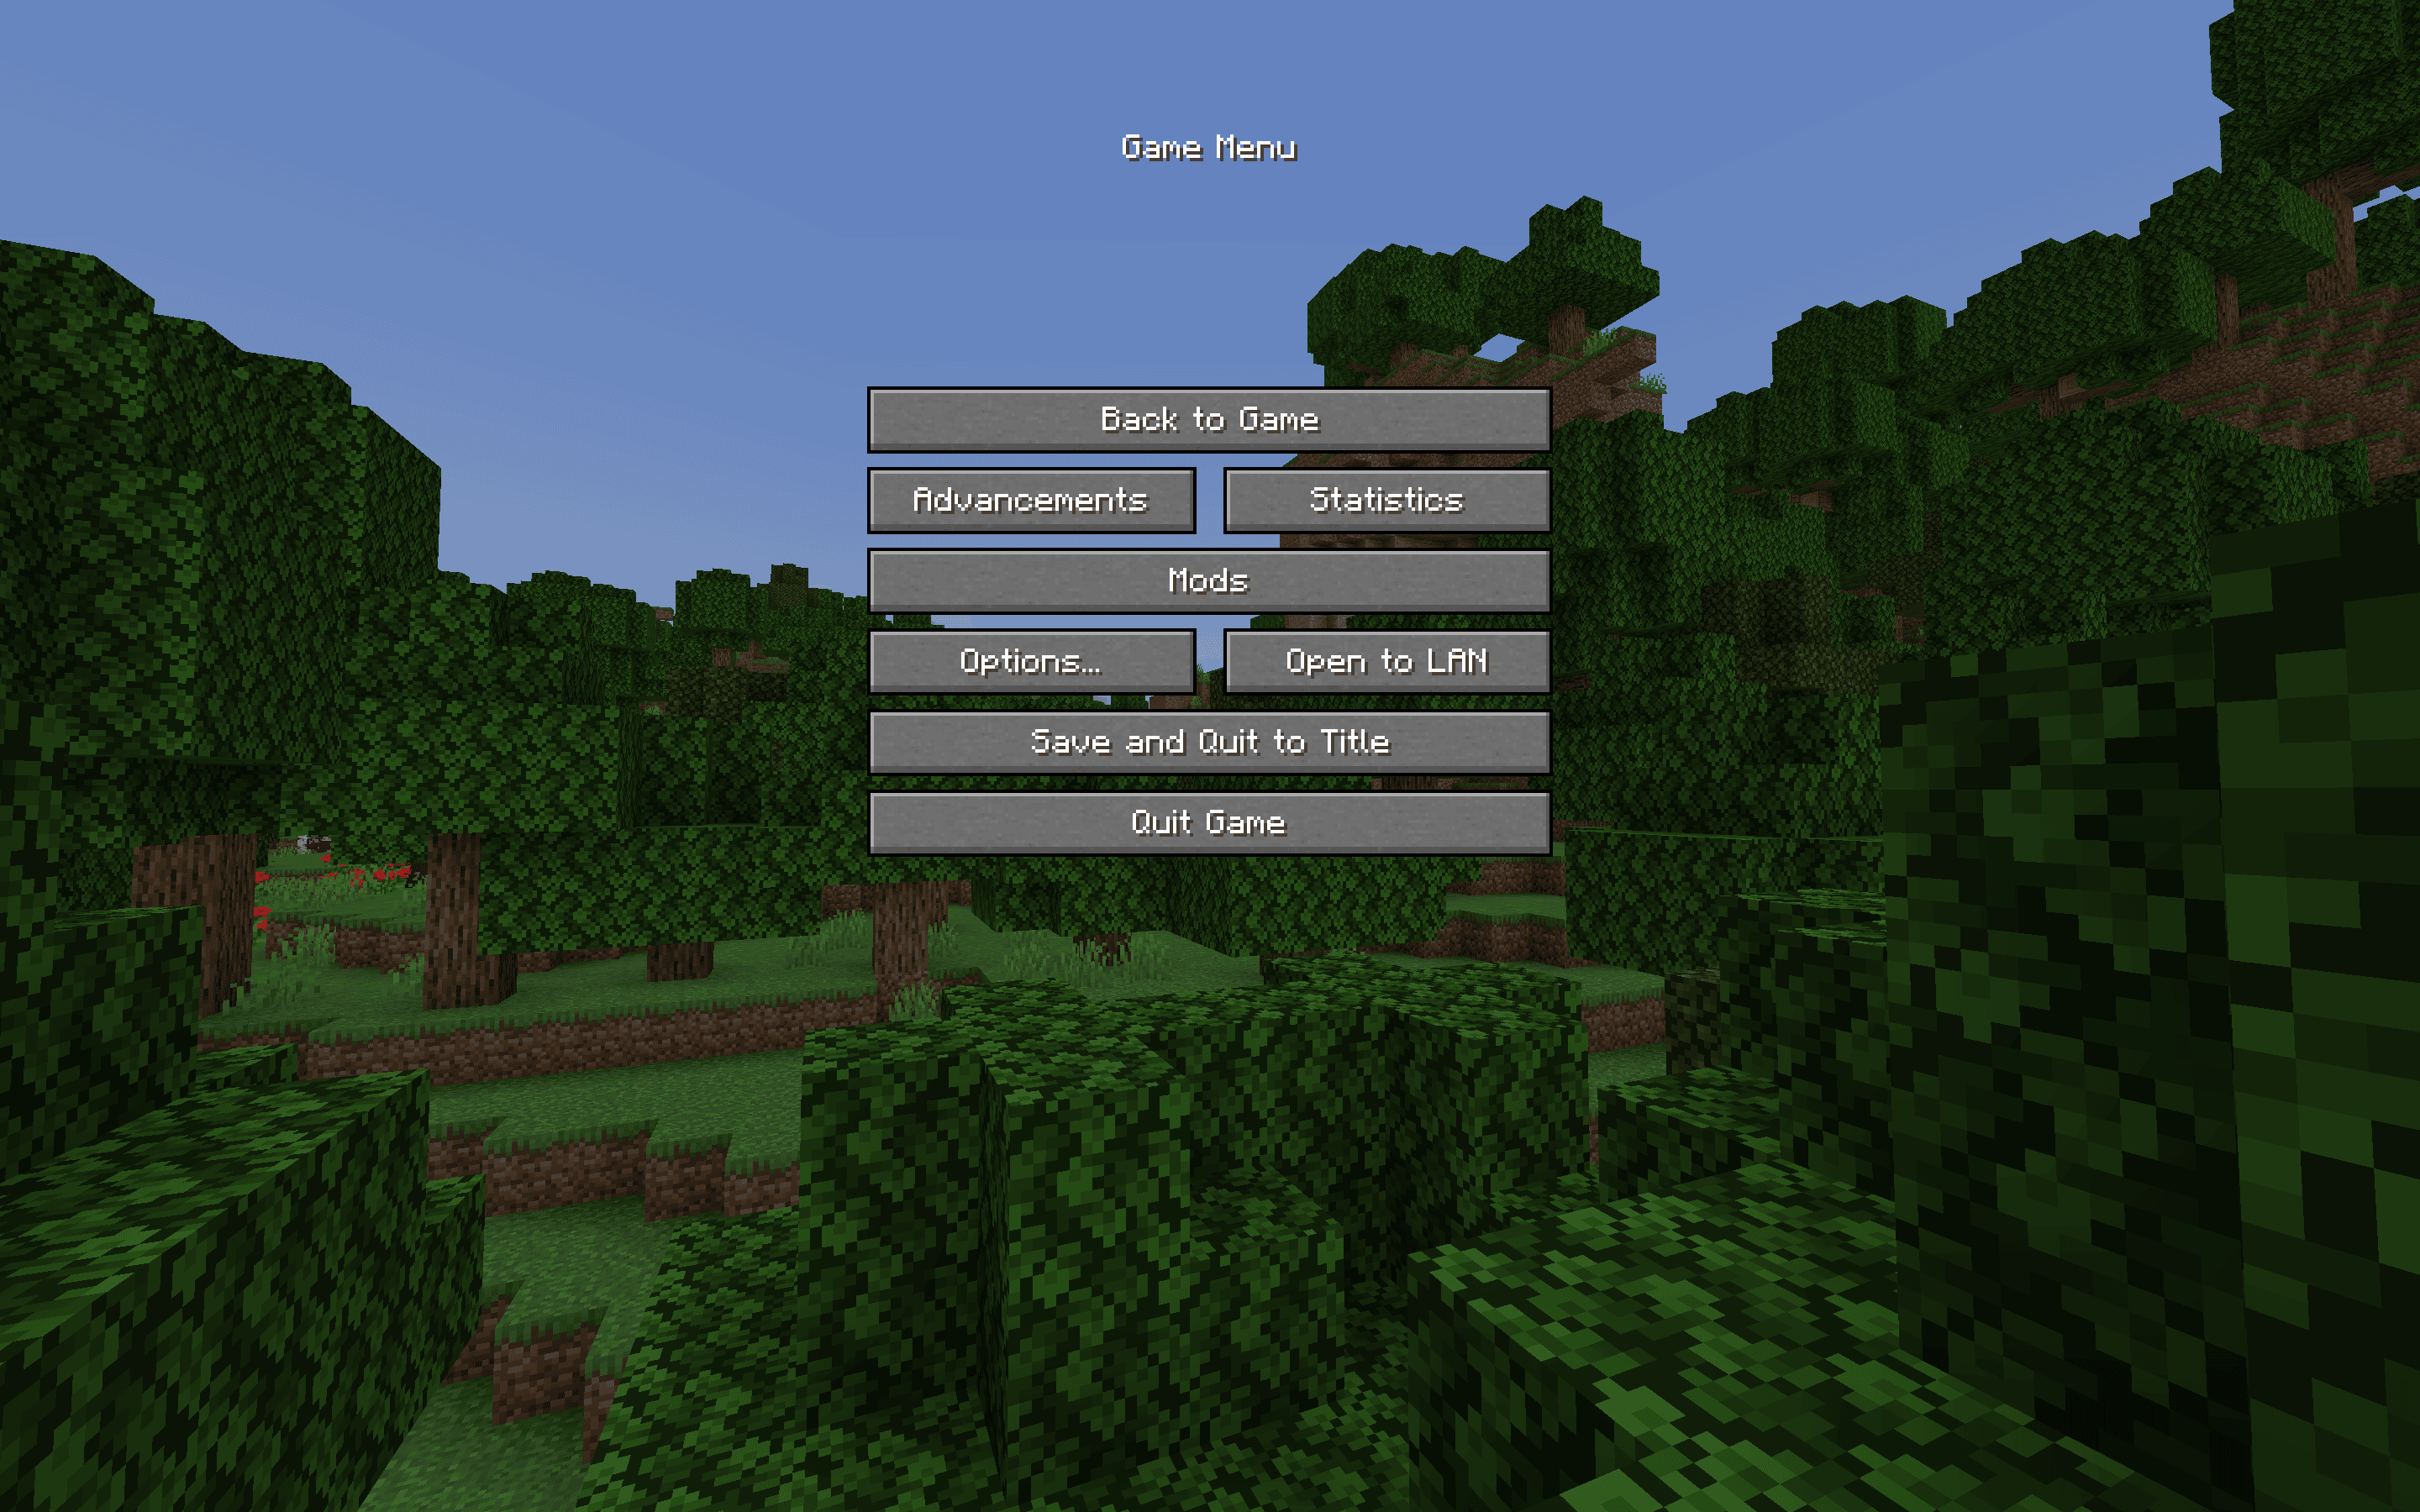 Game Menu
Back to Game
Advancements
Statistics
Mods
Options...
Open to LAN
Save and Quit to Title
Quit Game